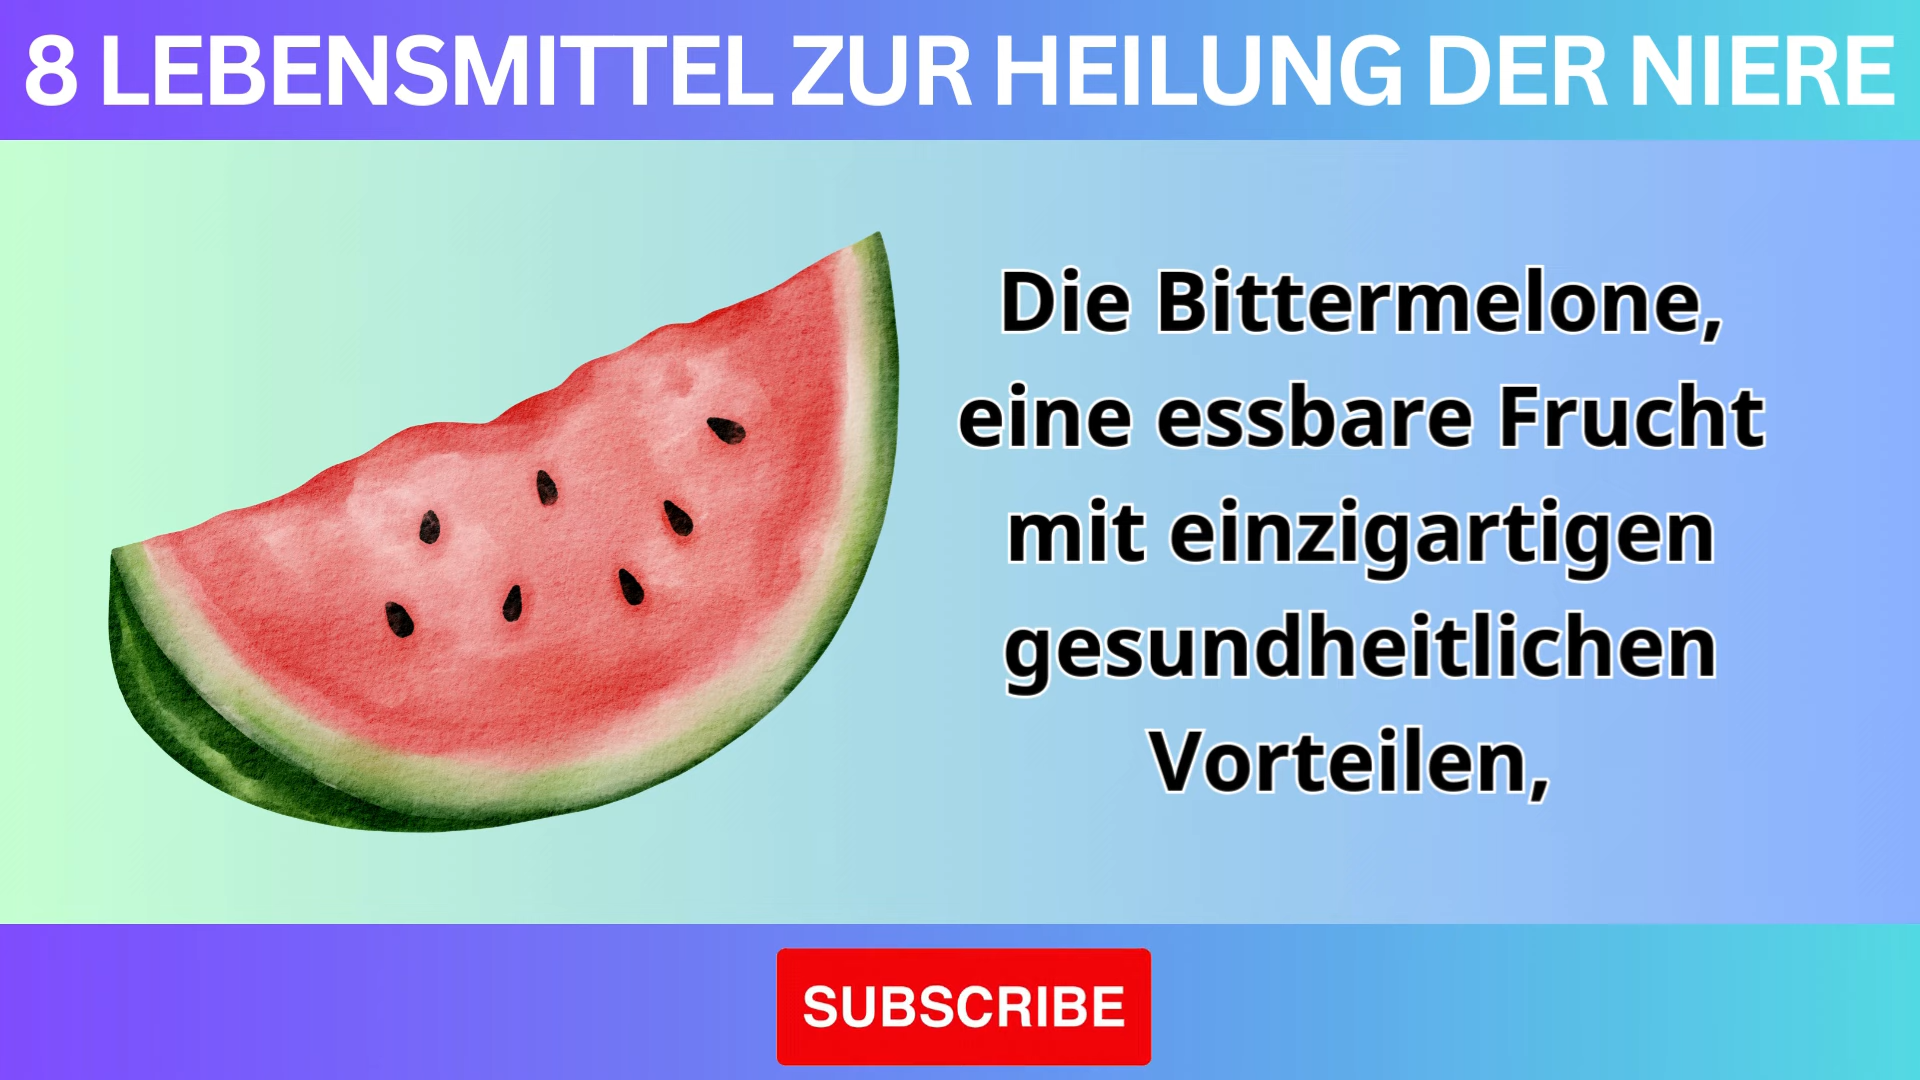 8 LEBENSMITTEL ZUR HEILUNG DER NIERE
Die Bittermelone,
eine essbare Frucht
mit einzigartigen
gesundheitlichen
Vorteilen,
SUBSCRIBE